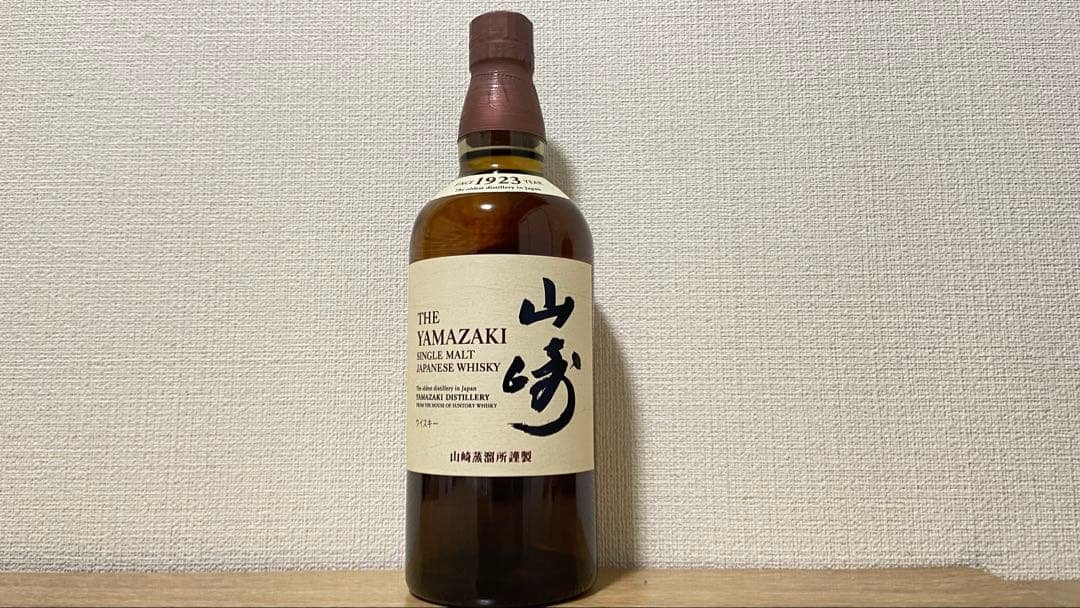 SINCE 1923 YEAR
The oldest distillery in Japan
THE
YAMAZAKI
SINGLE MALT
JAPANESE WHISKY
The oldest distillery in Japan
YAMAZAKI DISTILLERY
FROM THE HOUSE OF SUNTORY WHISKY
ウイスキー
山崎
山崎蒸溜所謹製